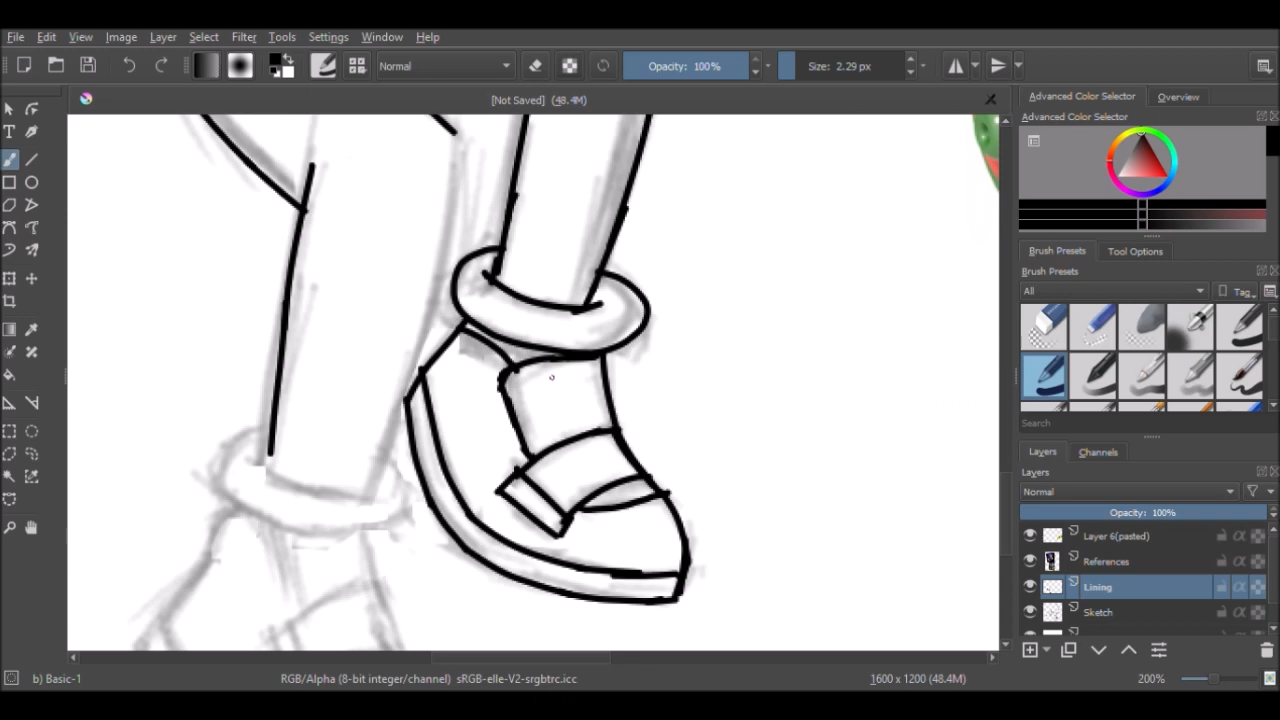 File Edit View Image Layer Select Filter Tools Settings Window Help
Normal Opacity: 100% Size: 2.29 px
[Not Saved] (48.4M)
Advanced Color Selector Overview
Advanced Color Selector
Brush Presets Tool Options
Brush Presets
All Tag
Search
Layers Channels
Layers
Normal
Opacity: 100%
Layer 6(pasted)
References
Lining
Sketch
b) Basic-1 RGB/Alpha (8-bit integer/channel) sRGB-elle-V2-srgbtrc.icc 1600 x 1200 (48.4M) 200%